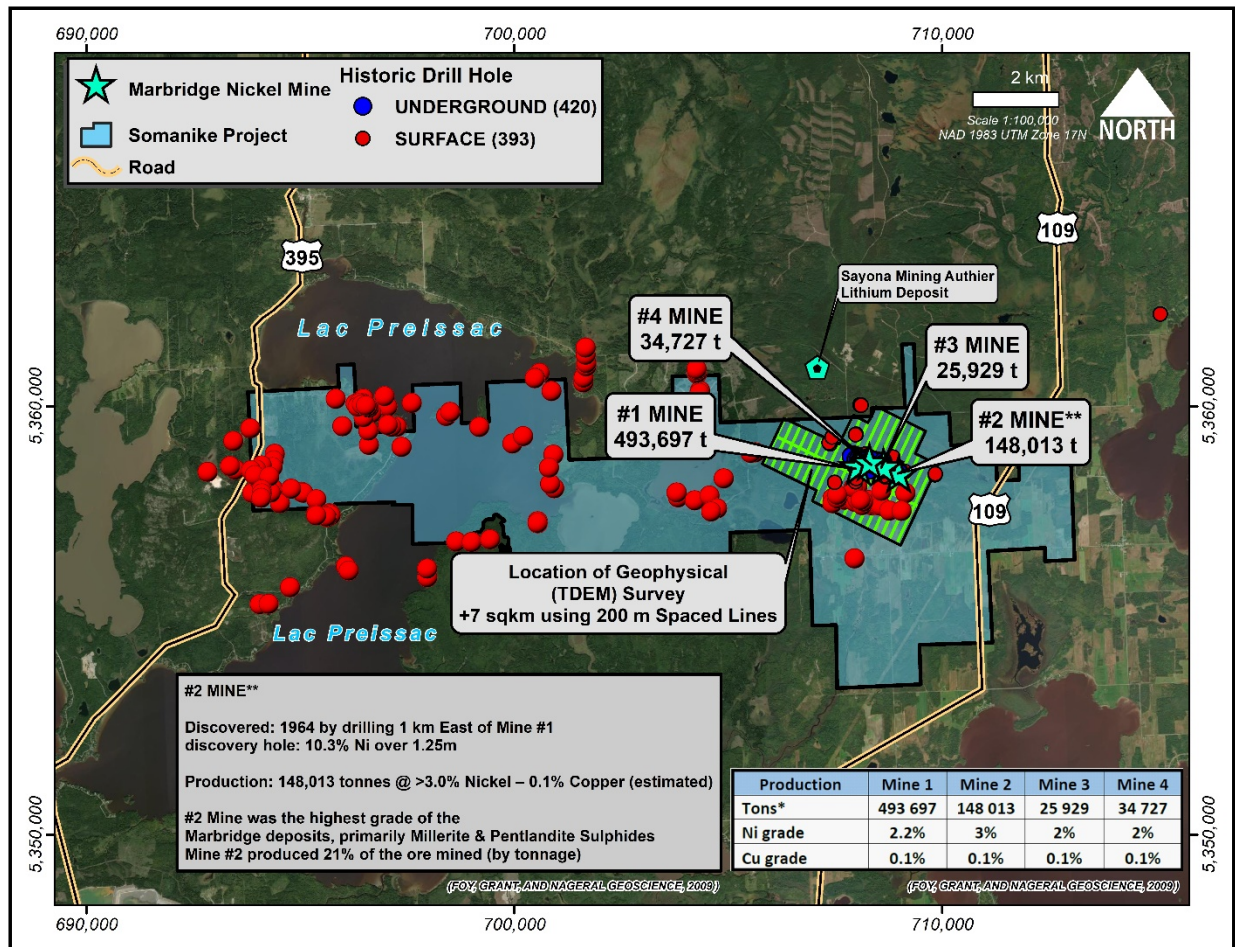 690,000
700,000
710,000
Marbridge Nickel Mine
Somanike Project
Road
Historic Drill Hole
UNDERGROUND (420)
SURFACE (393)
2 km
Scale 1:100,000
NAD 1983 UTM Zone 17N
NORTH
395
109
Sayona Mining Authier
Lithium Deposit
Lac Preissac
#4 MINE
34,727 t
#3 MINE
25,929 t
#1 MINE
493,697 t
#2 MINE**
148,013 t
5,360,000
5,360,000
109
Location of Geophysical
(TDEM) Survey
+7 sqkm using 200 m Spaced Lines
Lac Preissac
#2 MINE**
Discovered: 1964 by drilling 1 km East of Mine #1
discovery hole: 10.3% Ni over 1.25m
Production: 148,013 tonnes @ >3.0% Nickel – 0.1% Copper (estimated)
#2 Mine was the highest grade of the
Marbridge deposits, primarily Millerite & Pentlandite Sulphides
Mine #2 produced 21% of the ore mined (by tonnage)
(FOY, GRANT, AND NAGERAL GEOSCIENCE, 2009)
Production Mine 1 Mine 2 Mine 3 Mine 4
Tons* 493 697 148 013 25 929 34 727
Ni grade 2.2% 3% 2% 2%
Cu grade 0.1% 0.1% 0.1% 0.1%
(FOY, GRANT, AND NAGERAL GEOSCIENCE, 2009)
5,350,000
5,350,000
690,000
700,000
710,000